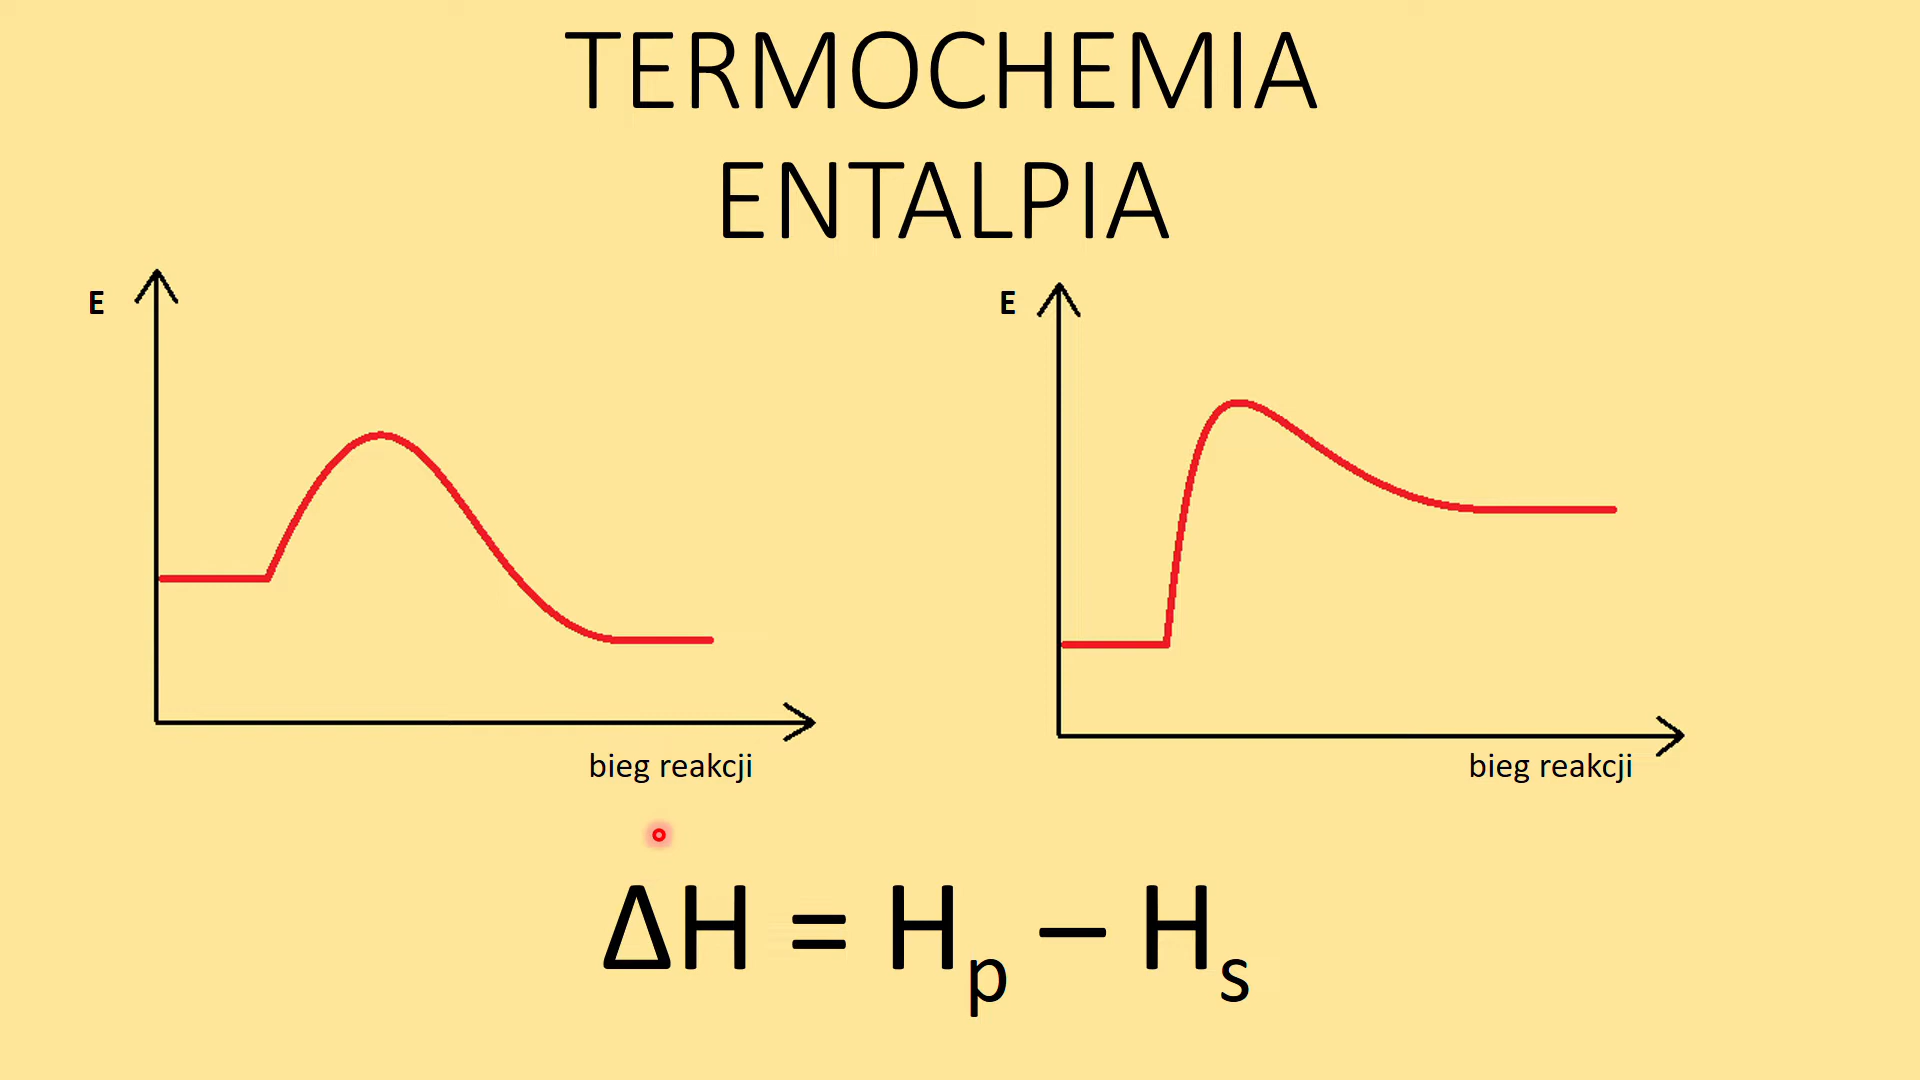 TERMOCHEMIA
ENTALPIA
E
bieg reakcji
E
bieg reakcji
ΔH = Hp – Hs